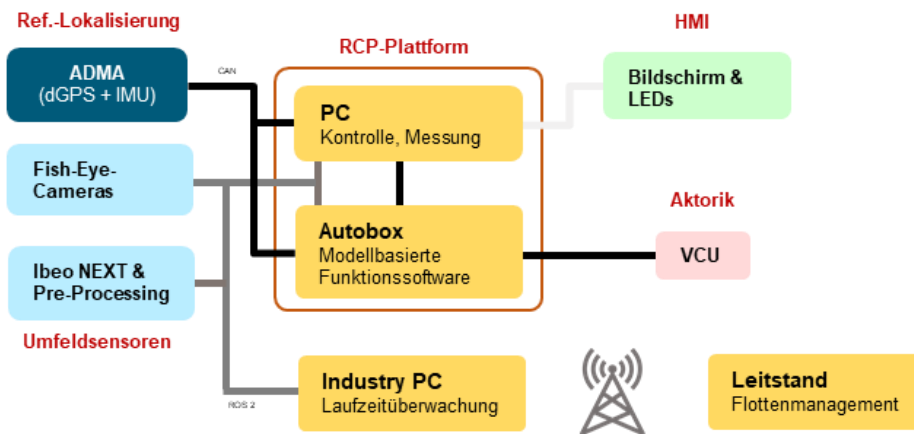 Ref.-Lokalisierung
HMI
RCP-Plattform
ADMA
(dGPS + IMU)
CAN
Bildschirm &
LEDs
PC
Kontrolle, Messung
Fish-Eye-
Cameras
Aktorik
Autobox
Modellbasierte
Funktionssoftware
VCU
Ibeo NEXT &
Pre-Processing
Umfeldsensoren
Industry PC
Laufzeitüberwachung
ROS 2
Leitstand
Flottenmanagement